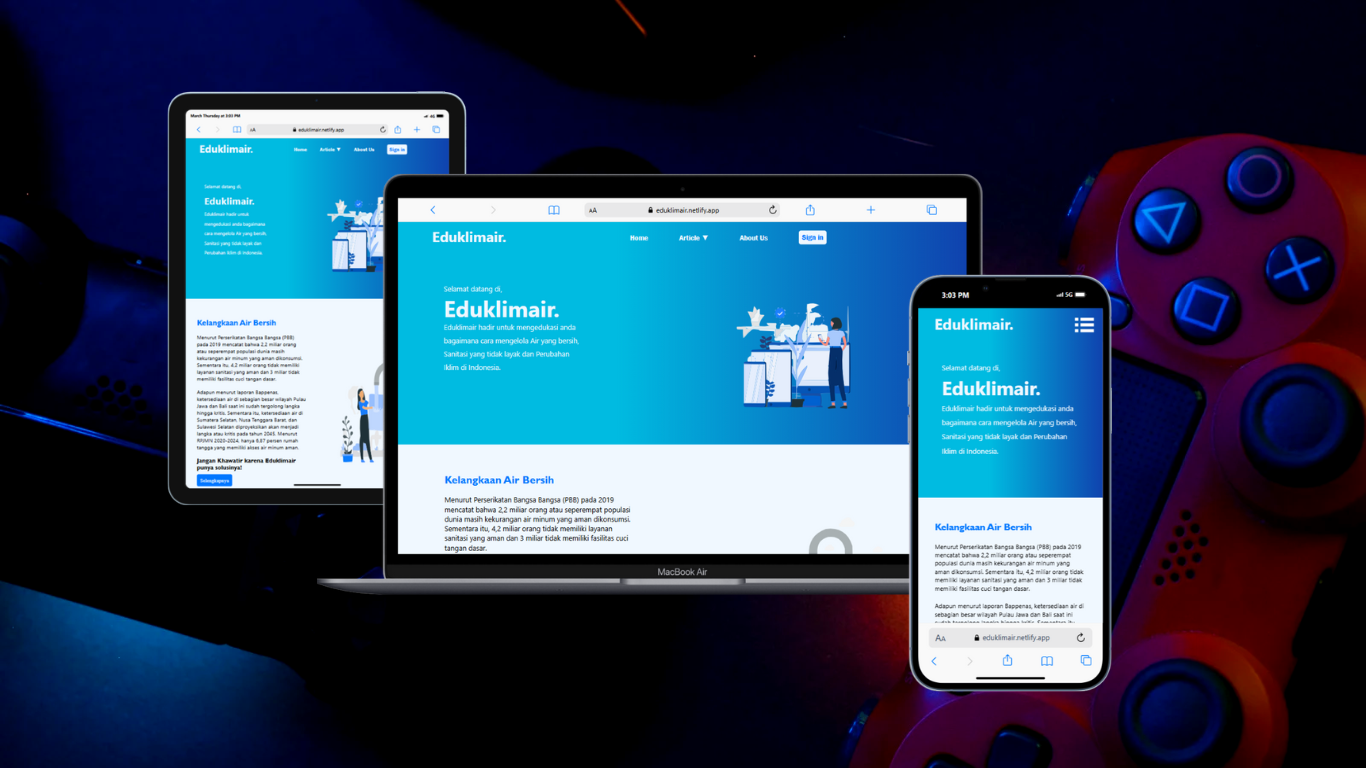 March Thursday at 3:03 PM
4G
AA
eduklimair.netlify.app
Eduklimair.
Home
Article ▼
About Us
Sign in
Selamat datang di,
Eduklimair.
Eduklimair hadir untuk
mengedukasi anda bagaimana
cara mengelola Air yang bersih,
Sanitasi yang tidak layak dan
Perubahan Iklim di Indonesia.
Kelangkaan Air Bersih
Menurut Perserikatan Bangsa Bangsa (PBB)
pada 2019 mencatat bahwa 2,2 miliar orang
atau seperempat populasi dunia masih
kekurangan air minum yang aman dikonsumsi.
Sementara itu, 4,2 miliar orang tidak memiliki
layanan sanitasi yang aman dan 3 miliar tidak
memiliki fasilitas cuci tangan dasar.
Adapun menurut laporan Bappenas,
ketersediaan air di sebagian besar wilayah Pulau
Jawa dan Bali saat ini sudah tergolong langka
hingga kritis. Sementara itu, ketersediaan air di
Sumatera Selatan, Nusa Tenggara Barat, dan
Sulawesi Selatan diproyeksikan akan menjadi
langka atau kritis pada tahun 2045. Menurut
RPJMN 2020-2024, hanya 6,87 persen rumah
tangga yang memiliki akses air minum aman.
Jangan Khawatir karena Eduklimair
punya solusinya!
Selengkapnya
AA
eduklimair.netlify.app
Eduklimair.
Home
Article ▼
About Us
Sign in
Selamat datang di,
Eduklimair.
Eduklimair hadir untuk mengedukasi anda
bagaimana cara mengelola Air yang bersih,
Sanitasi yang tidak layak dan Perubahan
Iklim di Indonesia.
Kelangkaan Air Bersih
Menurut Perserikatan Bangsa Bangsa (PBB) pada 2019
mencatat bahwa 2,2 miliar orang atau seperempat populasi
dunia masih kekurangan air minum yang aman dikonsumsi.
Sementara itu, 4,2 miliar orang tidak memiliki layanan
sanitasi yang aman dan 3 miliar tidak memiliki fasilitas cuci
tangan dasar.
MacBook Air
3:03 PM
5G
Eduklimair.
Selamat datang di,
Eduklimair.
Eduklimair hadir untuk mengedukasi anda
bagaimana cara mengelola Air yang bersih,
Sanitasi yang tidak layak dan Perubahan
Iklim di Indonesia.
Kelangkaan Air Bersih
Menurut Perserikatan Bangsa Bangsa (PBB) pada 2019
mencatat bahwa 2,2 miliar orang atau seperempat
populasi dunia masih kekurangan air minum yang
aman dikonsumsi. Sementara itu, 4,2 miliar orang tidak
memiliki layanan sanitasi yang aman dan 3 miliar tidak
memiliki fasilitas cuci tangan dasar.
Adapun menurut laporan Bappenas, ketersediaan air di
sebagian besar wilayah Pulau Jawa dan Bali saat ini
sudah tergolong langka hingga kritis. Sementara itu,
AA
eduklimair.netlify.app